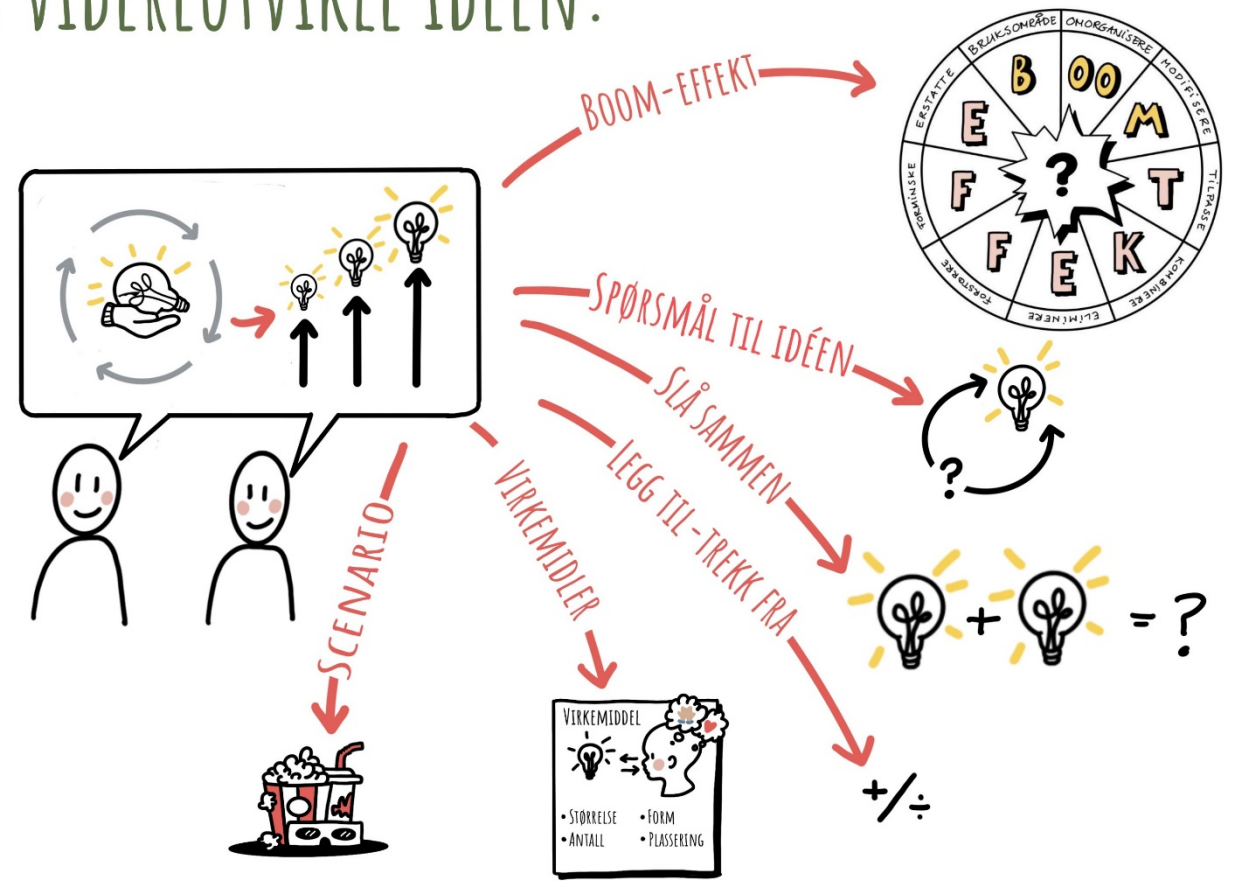 VIDEREUTVIKLE IDÉEN:
BOOM-EFFEKT
BRUKSOMRÅDE
OMORGANISERE
MODIFISERE
TILPASSE
KOMBINERE
ELIMINERE
FORSTØRRE
FORMINSKE
ERSTATTE
B OO M
E T
F K
F E
?
SPØRSMÅL TIL IDÉEN
?
SLÅ SAMMEN
+ = ?
LEGG TIL-TREKK FRA
+/÷
VIRKEMIDLER
VIRKEMIDDEL
• STØRRELSE
• ANTALL
• FORM
• PLASSERING
SCENARIO